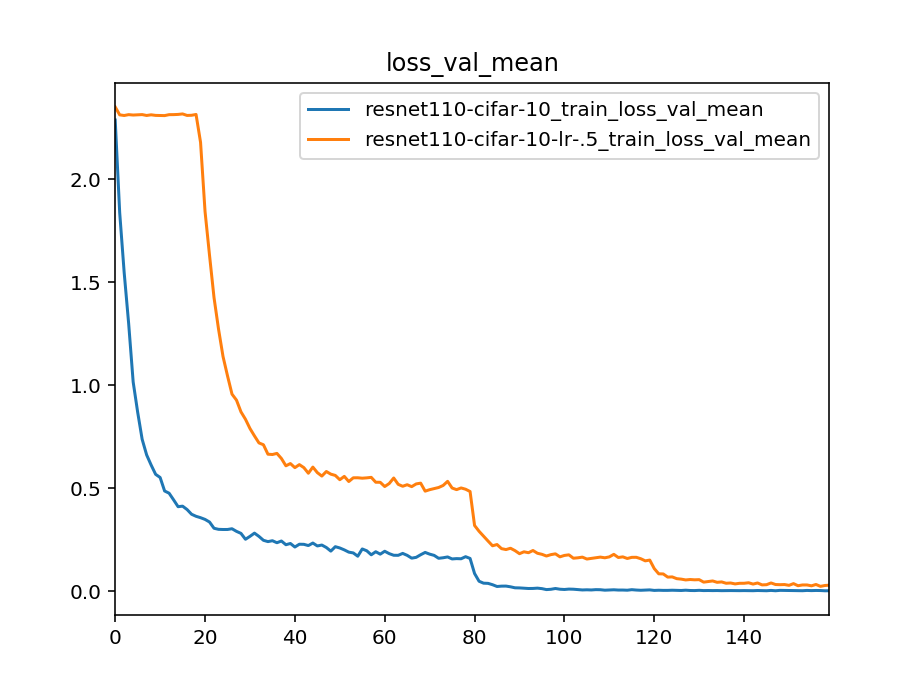 loss_val_mean
resnet110-cifar-10_train_loss_val_mean
resnet110-cifar-10-lr-.5_train_loss_val_mean
2.0
1.5
1.0
0.5
0.0
0 20 40 60 80 100 120 140